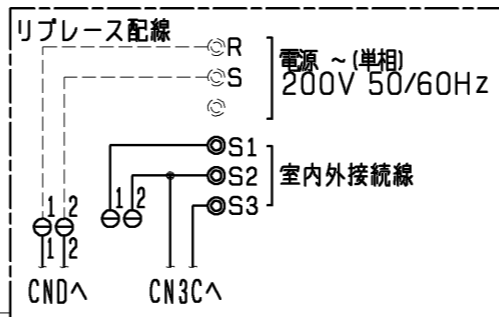 リプレース配線
R
電源 ~ (単相)
S
200V 50/60Hz
S1
1 2
S2
室内外接続線
S3
1 2
1 2
CNDへ
CN3Cへ